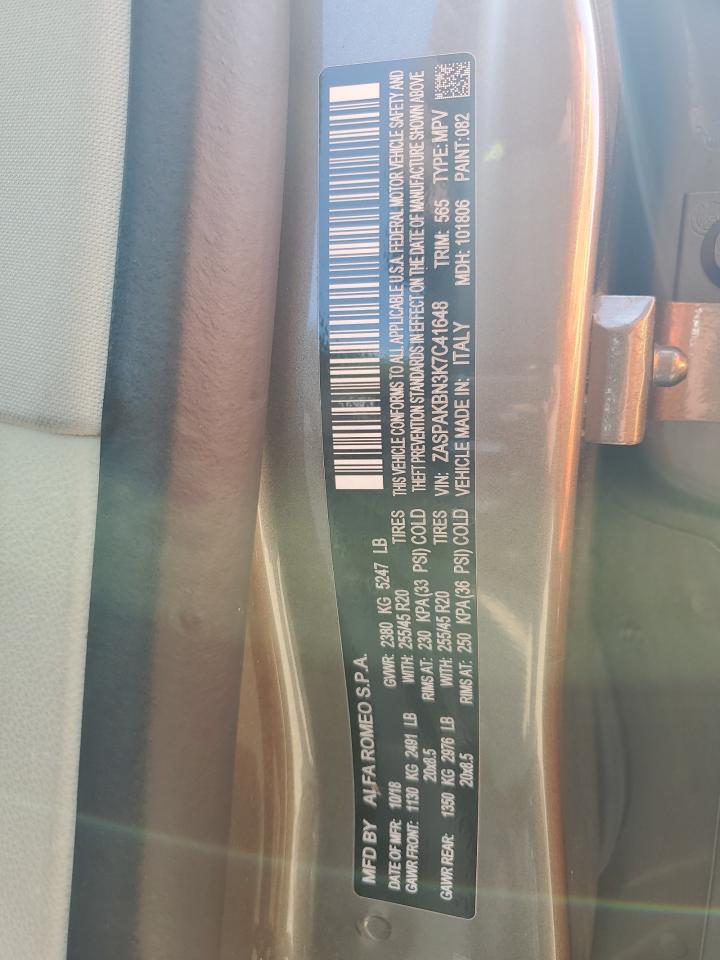 MFD BY ALFA ROMEO S.P.A.
DATE OF MFR: 10/18 GVWR: 2380 KG 5247 LB
GAWR FRONT: 1130 KG 2491 LB WITH: 255/45 R20 TIRES
20x8.5 RIMS AT: 230 KPA (33 PSI) COLD
GAWR REAR: 1350 KG 2976 LB WITH: 255/45 R20 TIRES
20x8.5 RIMS AT: 250 KPA (36 PSI) COLD
THIS VEHICLE CONFORMS TO ALL APPLICABLE U.S.A. FEDERAL MOTOR VEHICLE SAFETY AND
THEFT PREVENTION STANDARDS IN EFFECT ON THE DATE OF MANUFACTURE SHOWN ABOVE
VIN: ZASPAKBN3K7C41648 TRIM: 565 TYPE: MPV
VEHICLE MADE IN: ITALY MDH: 101806 PAINT: 082